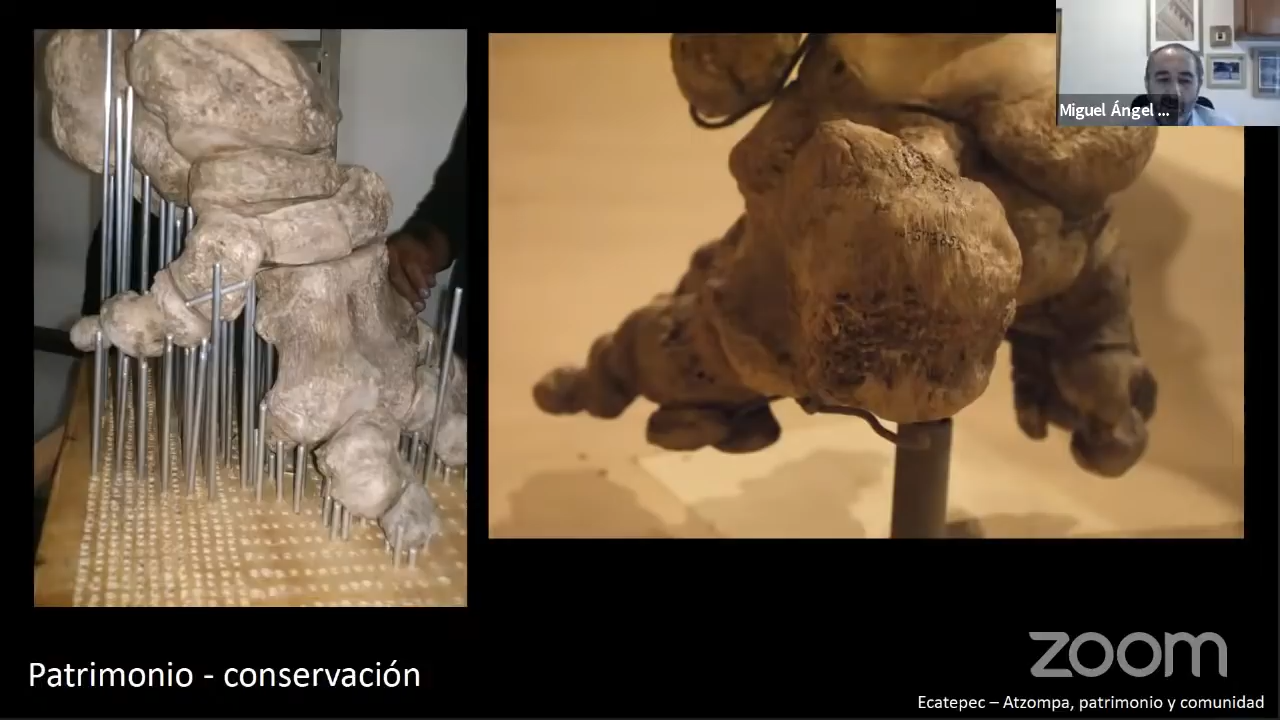 Miguel Ángel ...
zoom
Patrimonio - conservación
Ecatepec – Atzompa, patrimonio y comunidad